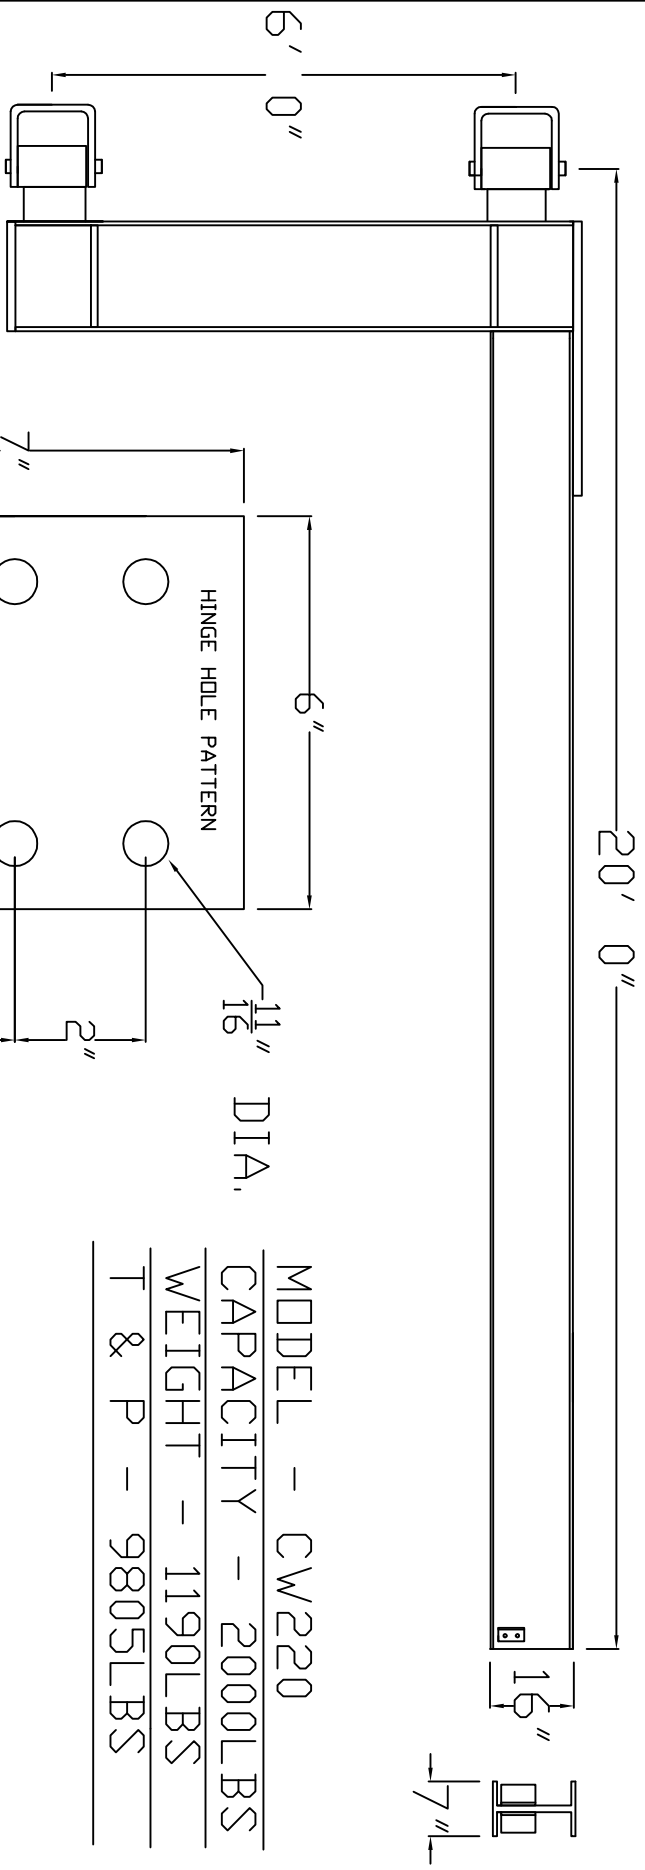 6' 0"
20' 0"
16"
7"
7"
6"
HINGE HOLE PATTERN
11/16" DIA.
2"
MODEL - CW220
CAPACITY - 2000LBS
WEIGHT - 1190LBS
T & P - 9805LBS